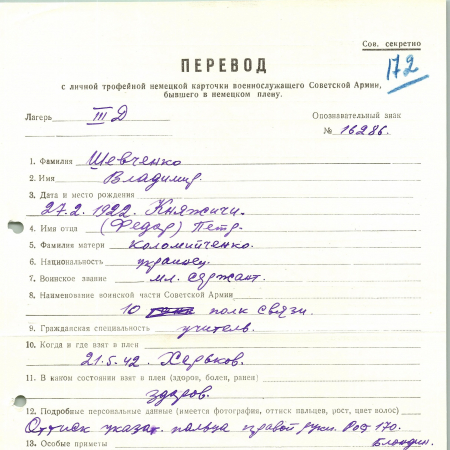 Сов. секретно
172
ПЕРЕВОД
с личной трофейной немецкой карточки военнослужащего Советской Армии,
бывшего в немецком плену.
Лагерь III Д
Опознавательный знак
№ 16286.
1. Фамилия Шевченко
2. Имя Владимир.
3. Дата и место рождения
27.2. 1922. Княжичи.
4. Имя отца (Федор) Петр.
5. Фамилия матери Коломийченко.
6. Национальность украинец.
7. Воинское звание мл. сержант.
8. Наименование воинской части Советской Армии
10 полк связи.
9. Гражданская специальность учитель.
10. Когда и где взят в плен
21.5.42. Харьков.
11. В каком состоянии взят в плен (здоров, болен, ранен)
здоров.
12. Подробные персональные данные (имеется фотография, оттиск пальцев, рост, цвет волос)
Оттиск указат. пальца правой руки. Рост 170.
13. Особые приметы Блондин.